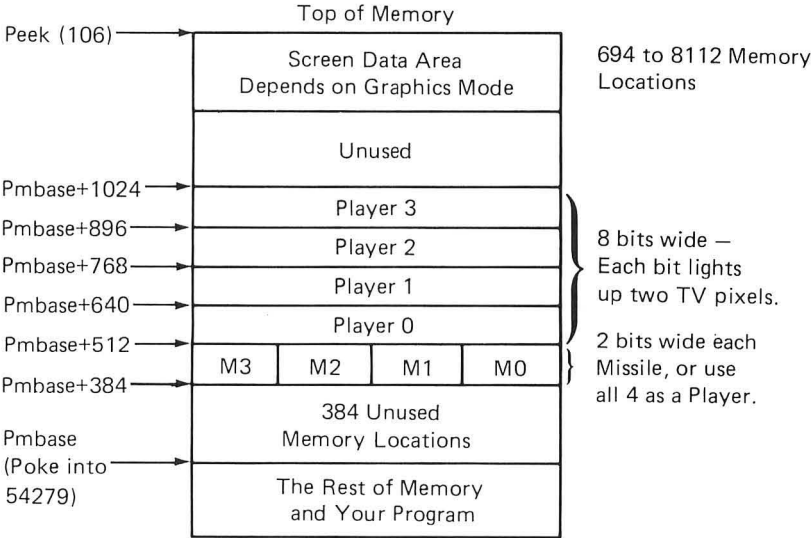 Top of Memory
Peek (106)
Screen Data Area
Depends on Graphics Mode
694 to 8112 Memory
Locations
Unused
Pmbase+1024
Player 3
Pmbase+896
Player 2
Pmbase+768
Player 1
Pmbase+640
Player 0
Pmbase+512
8 bits wide —
Each bit lights
up two TV pixels.
M3 M2 M1 M0
Pmbase+384
2 bits wide each
Missile, or use
all 4 as a Player.
384 Unused
Memory Locations
Pmbase
(Poke into
54279)
The Rest of Memory
and Your Program